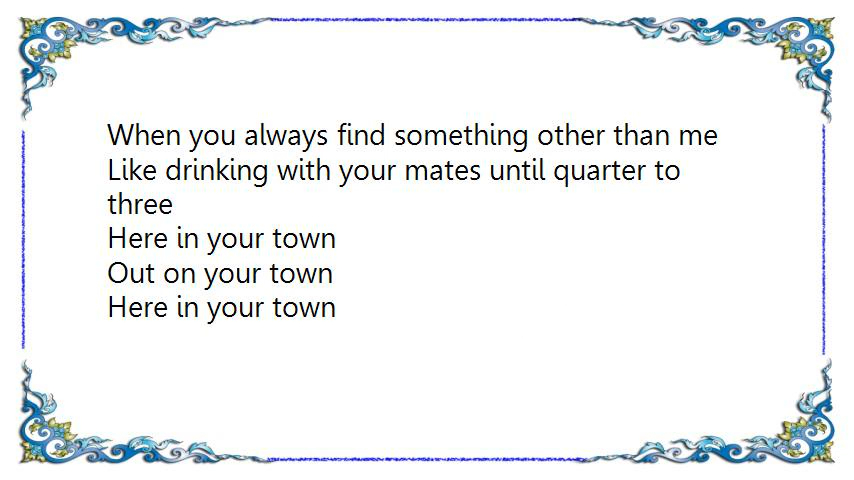 When you always find something other than me
Like drinking with your mates until quarter to
three
Here in your town
Out on your town
Here in your town